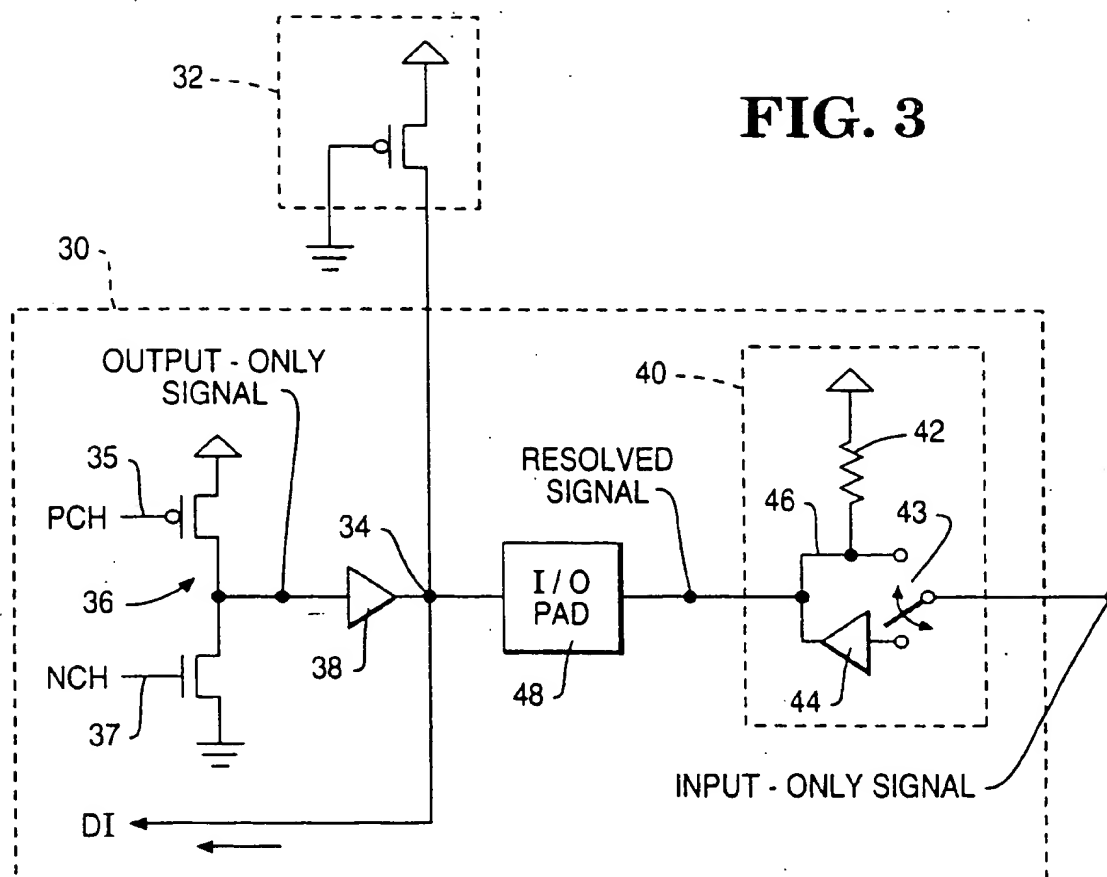 32
FIG. 3
30
OUTPUT - ONLY
SIGNAL
40
42
35
RESOLVED
SIGNAL
46
43
PCH
34
36
I / O
PAD
NCH
38
48
44
37
INPUT - ONLY SIGNAL
DI